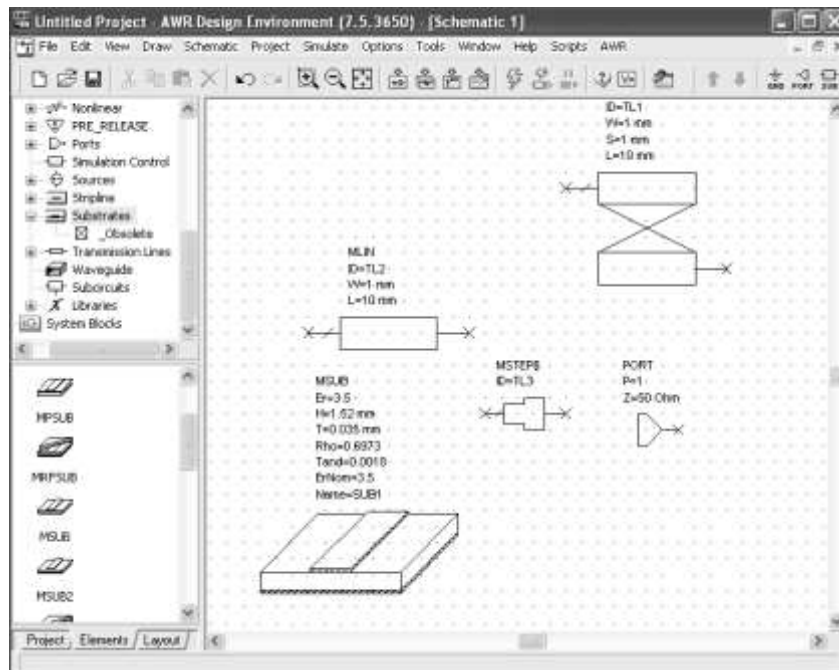 Untitled Project - AWR Design Environment (7.5.3650) - [Schematic 1]
File Edit View Draw Schematic Project Simulate Options Tools Window Help Scripts AWR
GND PORT SUB
Nonlinear
PRE_RELEASE
Ports
Simulation Control
Sources
Stripline
Substrates
_Obsolete
Transmission Lines
Waveguide
Subcircuits
Libraries
System Blocks
MPSUB
MRFSUB
MSUB
MSUB2
ID=TL1
W=1 mm
S=1 mm
L=10 mm
MLIN
ID=TL2
W=1 mm
L=10 mm
MSUB
Er=3.5
H=1.52 mm
T=0.035 mm
Rho=0.6973
Tand=0.0018
ErNom=3.5
Name=SUB1
MSTEP$
ID=TL3
PORT
P=1
Z=50 Ohm
Project Elements Layout